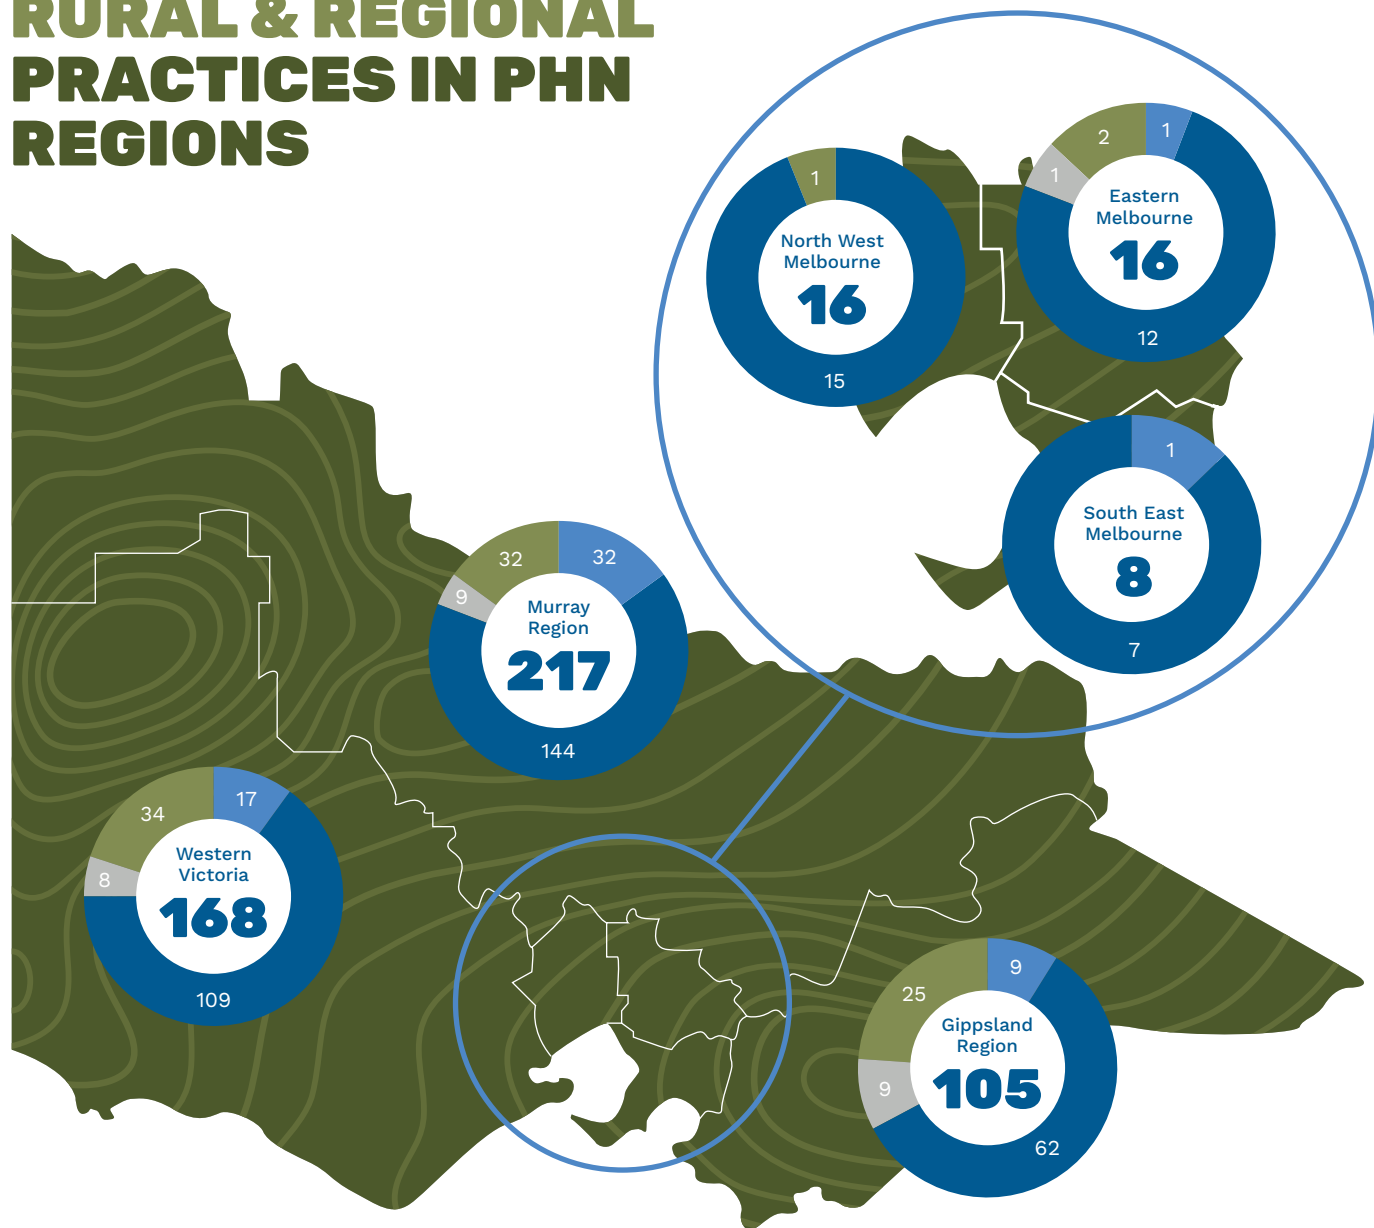 RURAL & REGIONAL
PRACTICES IN PHN
REGIONS
1
North West
Melbourne
16
15
2
1
1
Eastern
Melbourne
16
12
1
South East
Melbourne
8
7
32
32
9
Murray
Region
217
144
34
17
8
Western
Victoria
168
109
25
9
9
Gippsland
Region
105
62